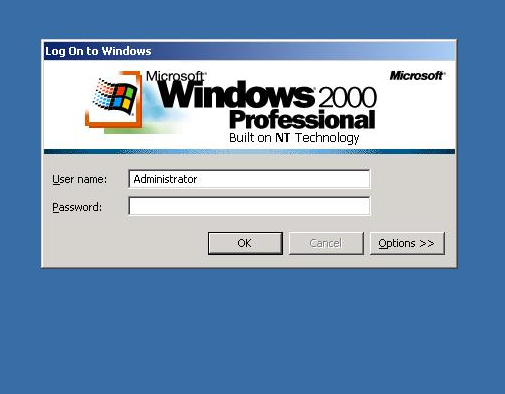 Log On to Windows
Microsoft®
Microsoft®
Windows® 2000
Professional
Built on NT Technology
User name: Administrator
Password:
OK Cancel Options >>